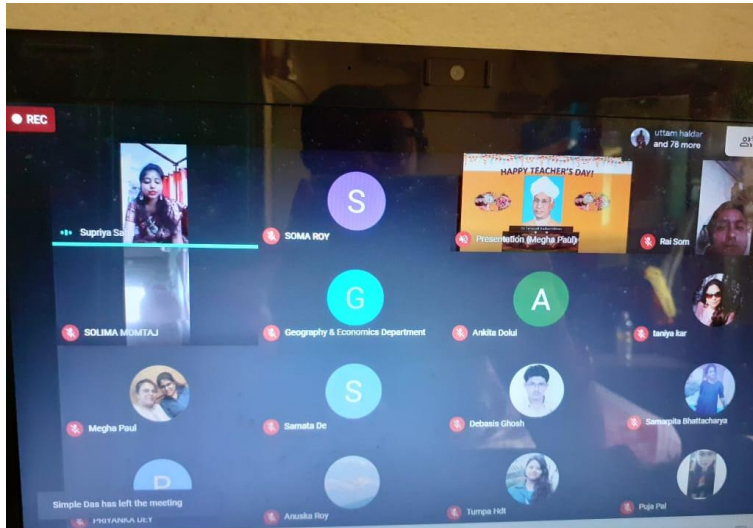 REC
uttam haldar
and 78 more
HAPPY TEACHER'S DAY!
Supriya
S
SOMA ROY
Presentation (Megha Paul)
Rai Som
SOLIMA MOMTAJ
G
Geography & Economics Department
A
Ankita Dolui
taniya kar
Megha Paul
S
Samata De
Debasis Ghosh
Samarpita Bhattacharya
P
PRIYANKA DEY
Simple Das has left the meeting
Anuska Roy
Tumpa Hdt
Puja Pal